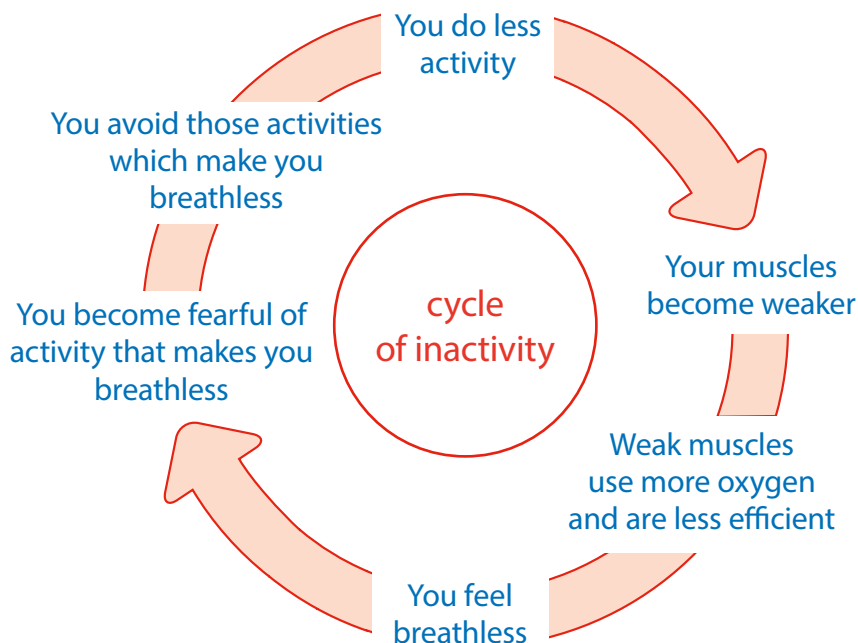 You do less
activity
Your muscles
become weaker
Weak muscles
use more oxygen
and are less efficient
You feel
breathless
You become fearful of
activity that makes you
breathless
You avoid those activities
which make you
breathless
cycle
of inactivity